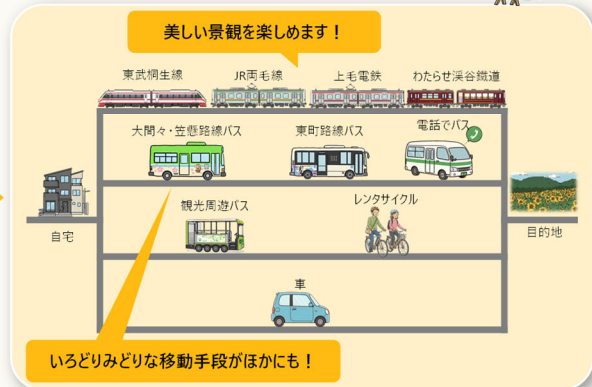 美しい景観を楽しめます！
東武桐生線
JR両毛線
上毛電鉄
わたらせ渓谷鐵道
大間々・笠懸路線バス
東町路線バス
電話でバス
観光周遊バス
レンタサイクル
自宅
目的地
車
いろどりみどりな移動手段がほかにも！